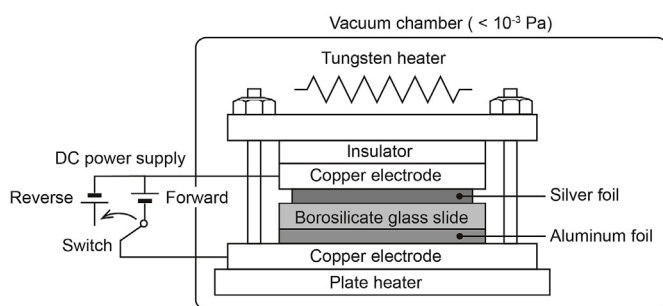 Vacuum chamber ( < 10⁻³ Pa)
Tungsten heater
Insulator
DC power supply
Copper electrode
Reverse
Forward
Silver foil
Borosilicate glass slide
Switch
Aluminum foil
Copper electrode
Plate heater